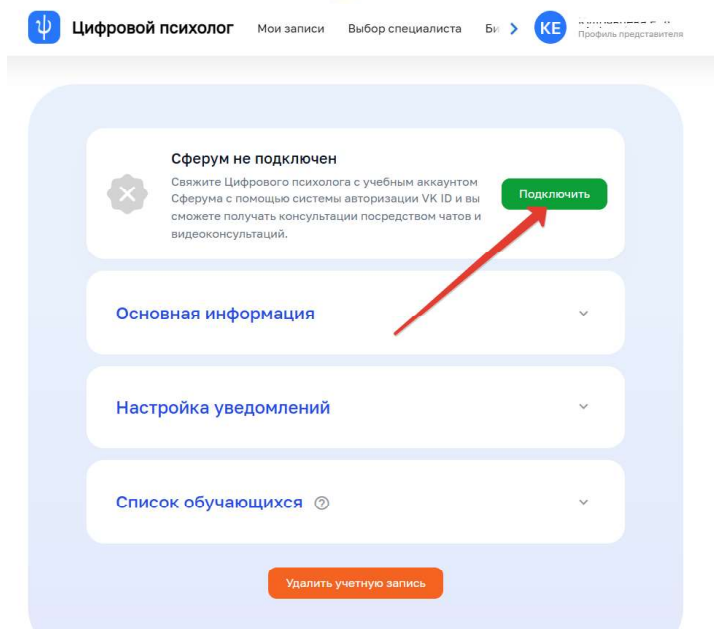 Цифровой психолог
Мои записи
Выбор специалиста
КЕ
Профиль представителя
Сферум не подключен
Свяжите Цифрового психолога с учебным аккаунтом
Сферума с помощью системы авторизации VK ID и вы
сможете получать консультации посредством чатов и
видеоконсультаций.
Подключить
Основная информация
Настройка уведомлений
Список обучающихся
Удалить учетную запись